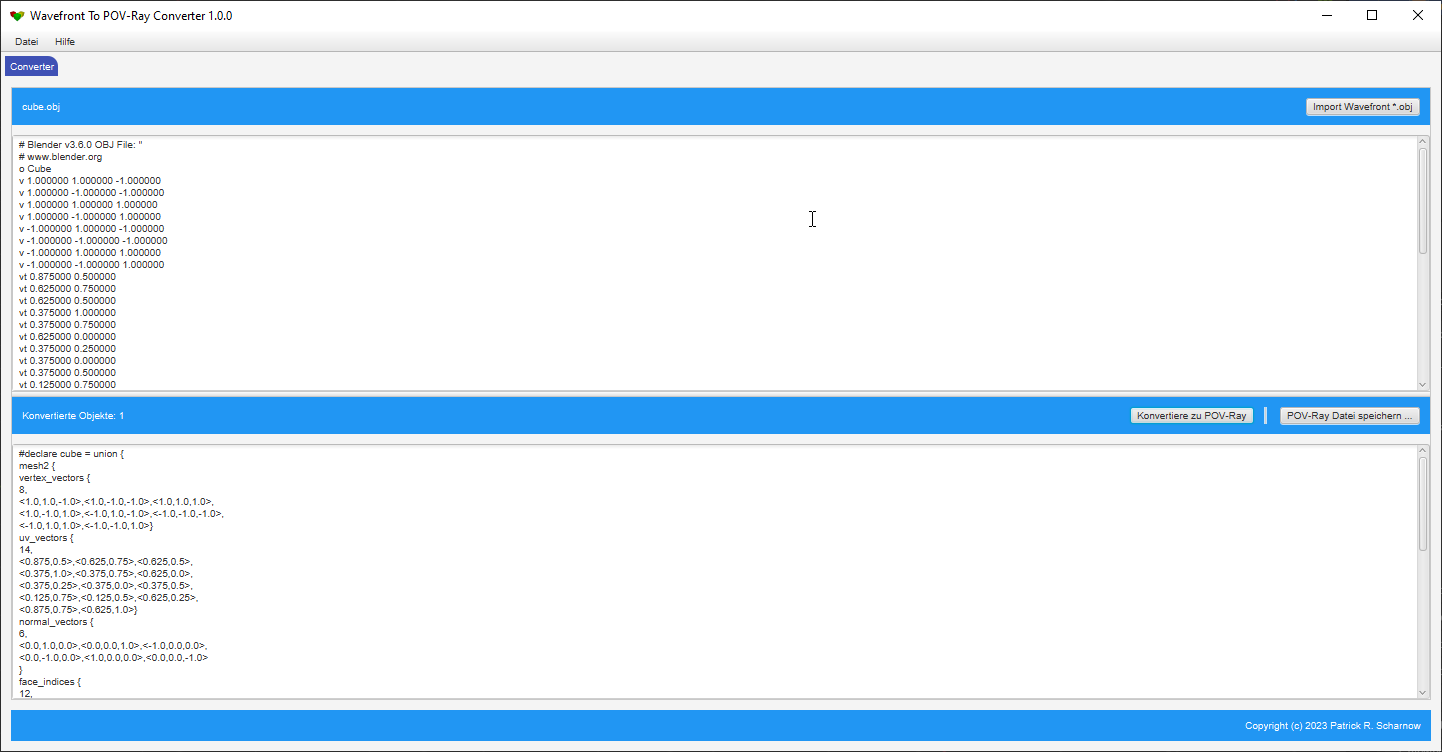 Wavefront To POV-Ray Converter 1.0.0
Datei Hilfe
Converter
cube.obj
Import Wavefront *.obj
# Blender v3.6.0 OBJ File: ''
# www.blender.org
o Cube
v 1.000000 1.000000 -1.000000
v 1.000000 -1.000000 -1.000000
v 1.000000 1.000000 1.000000
v 1.000000 -1.000000 1.000000
v -1.000000 1.000000 -1.000000
v -1.000000 -1.000000 -1.000000
v -1.000000 1.000000 1.000000
v -1.000000 -1.000000 1.000000
vt 0.875000 0.500000
vt 0.625000 0.750000
vt 0.625000 0.500000
vt 0.375000 1.000000
vt 0.375000 0.750000
vt 0.625000 0.000000
vt 0.375000 0.250000
vt 0.375000 0.000000
vt 0.375000 0.500000
vt 0.125000 0.750000
Konvertierte Objekte: 1
Konvertiere zu POV-Ray
POV-Ray Datei speichern ...
#declare cube = union {
mesh2 {
vertex_vectors {
8,
<1.0,1.0,-1.0>,<1.0,-1.0,-1.0>,<1.0,1.0,1.0>,
<1.0,-1.0,1.0>,<-1.0,1.0,-1.0>,<-1.0,-1.0,-1.0>,
<-1.0,1.0,1.0>,<-1.0,-1.0,1.0>}
uv_vectors {
14,
<0.875,0.5>,<0.625,0.75>,<0.625,0.5>,
<0.375,1.0>,<0.375,0.75>,<0.625,0.0>,
<0.375,0.25>,<0.375,0.0>,<0.375,0.5>,
<0.125,0.75>,<0.125,0.5>,<0.625,0.25>,
<0.875,0.75>,<0.625,1.0>}
normal_vectors {
6,
<0.0,1.0,0.0>,<0.0,0.0,1.0>,<-1.0,0.0,0.0>,
<0.0,-1.0,0.0>,<1.0,0.0,0.0>,<0.0,0.0,-1.0>
}
face_indices {
12,
Copyright (c) 2023 Patrick R. Scharnow